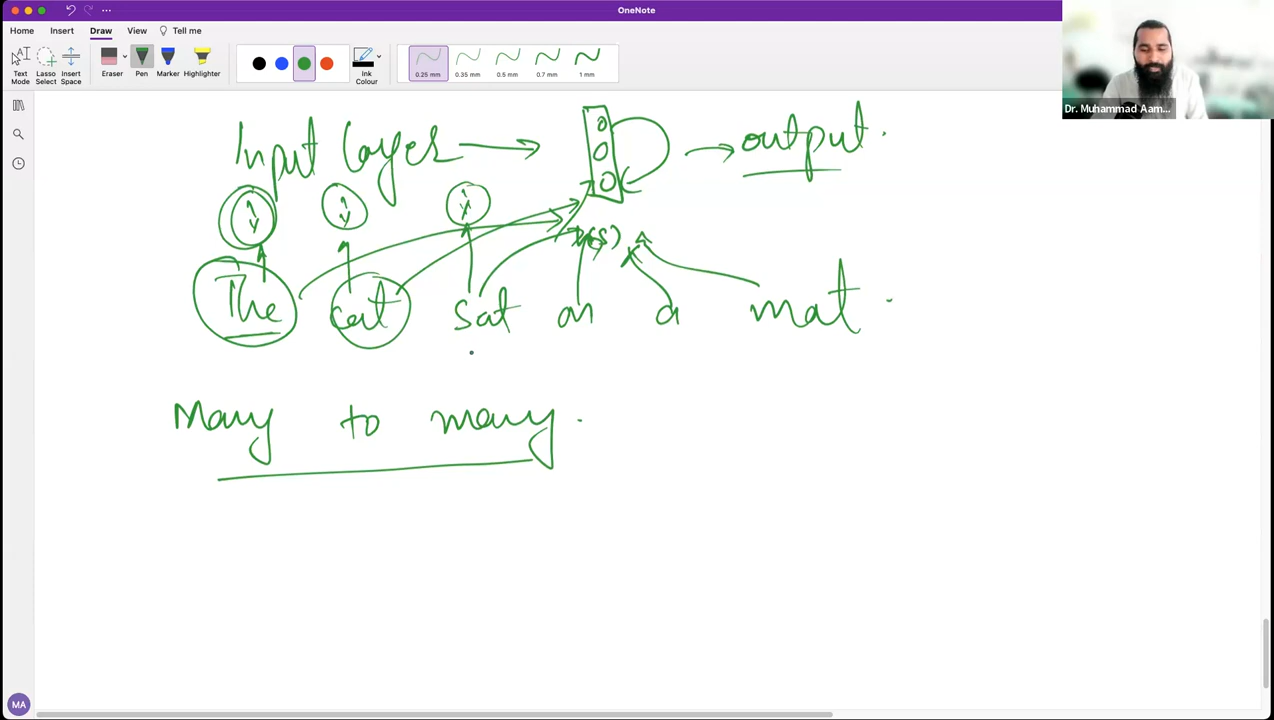 OneNote
Home Insert Draw View Tell me
Text Mode Lasso Select Insert Space Eraser Pen Marker Highlighter Ink Colour 0.25 mm 0.35 mm 0.5 mm 0.7 mm 1 mm
Dr. Muhammad Aam...
Input layer → output.
ŷ ŷ ŷ
The cat sat on a mat.
Many to many.
MA